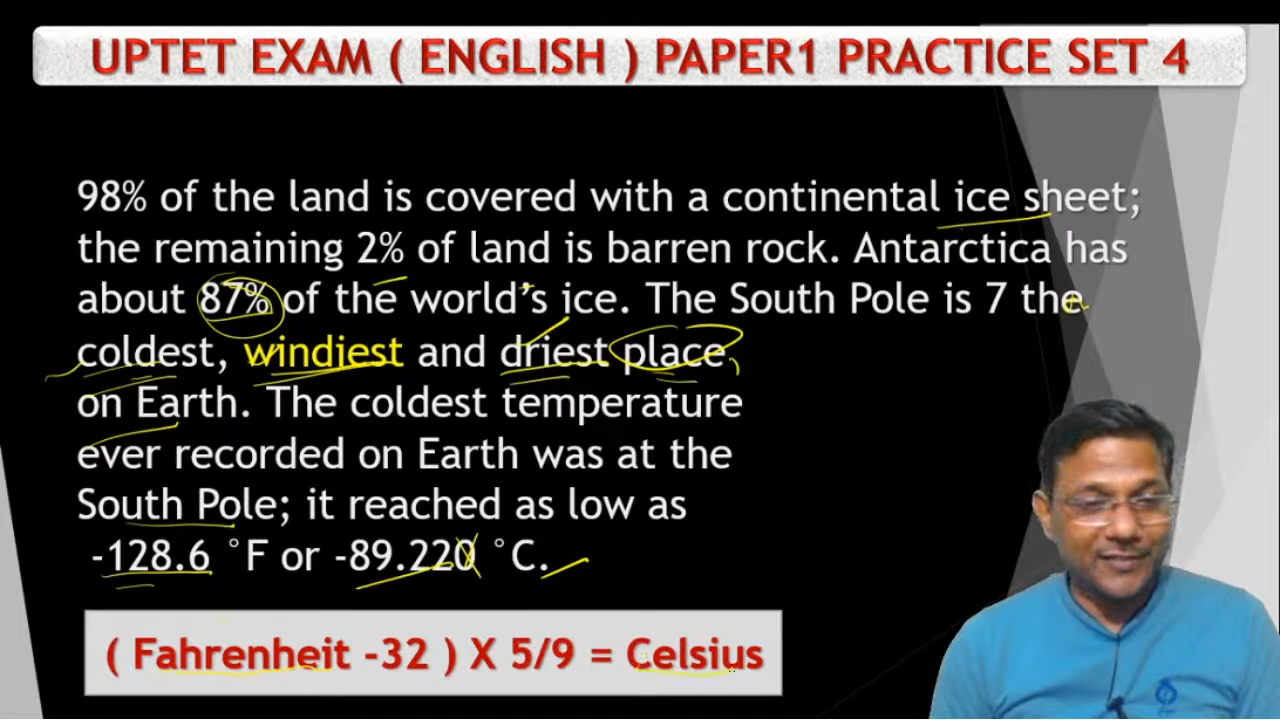 UPTET EXAM ( ENGLISH ) PAPER1 PRACTICE SET 4
98% of the land is covered with a continental ice sheet;
the remaining 2% of land is barren rock. Antarctica has
about 87% of the world's ice. The South Pole is 7 the
coldest, windiest and driest place
on Earth. The coldest temperature
ever recorded on Earth was at the
South Pole; it reached as low as
-128.6 °F or -89.220 °C.
( Fahrenheit -32 ) X 5/9 = Celsius